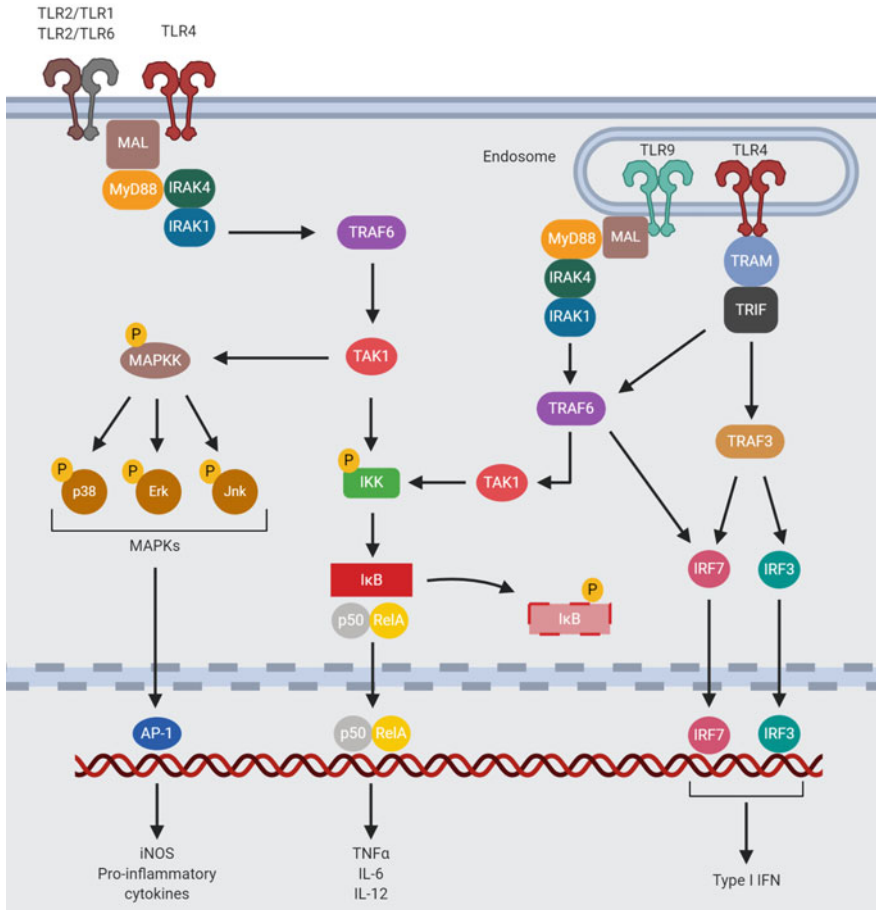 TLR2/TLR1
TLR2/TLR6
TLR4
MAL
MyD88
IRAK4
IRAK1
TRAF6
Endosome
TLR9
TLR4
MyD88
MAL
IRAK4
IRAK1
TRAM
TRIF
P
MAPKK
TAK1
TRAF6
TRAF3
P
p38
P
Erk
P
Jnk
MAPKs
P
IKK
TAK1
IκB
p50
RelA
P
IκB
IRF7
IRF3
AP-1
p50
RelA
IRF7
IRF3
iNOS
Pro-inflammatory
cytokines
TNFα
IL-6
IL-12
Type I IFN